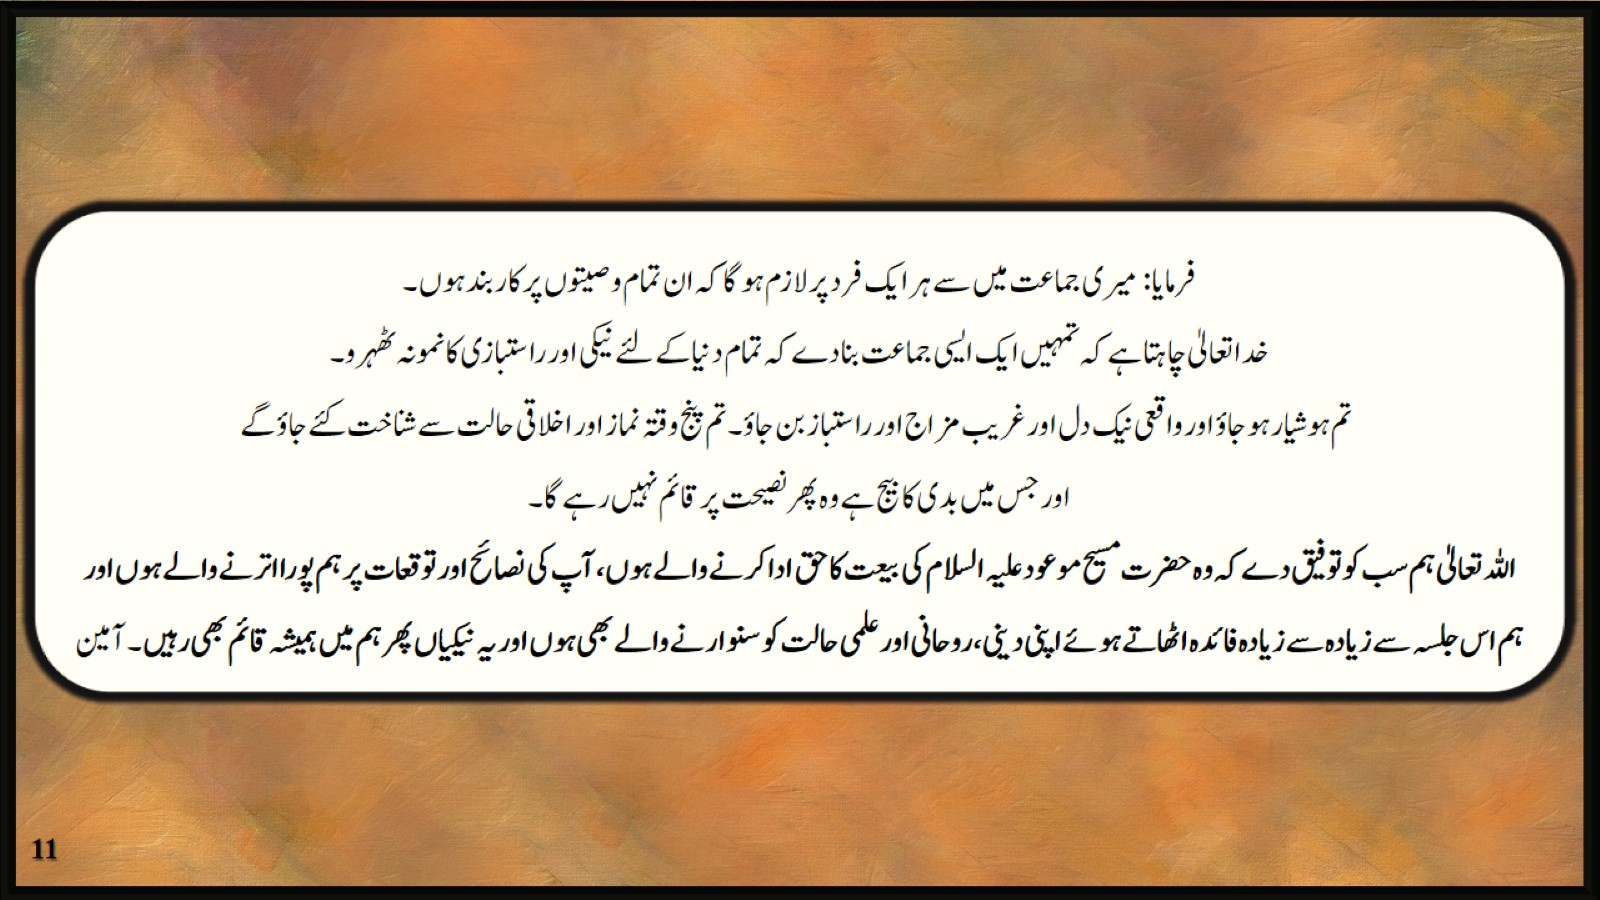 فرمایا: میری جماعت میں سے ہر ایک فرد پر لازم ہو گا کہ ان تمام وصیتوں پر کاربند ہوں۔
خدا تعالیٰ چاہتا ہے کہ تمہیں ایک ایسی جماعت بنا دے کہ تمام دنیا کے لئے نیکی اور راستبازی کا نمونہ ٹھہرو۔
تم ہوشیار ہو جاؤ اور واقعی نیک دل اور غریب مزاج اور راستباز بن جاؤ۔ تم پنج وقتہ نماز اور اخلاقی حالت سے شناخت کئے جاؤ گے
اور جس میں بدی کا بیج ہے وہ پھر نصیحت پر قائم نہیں رہے گا۔
اللہ تعالیٰ ہم سب کو توفیق دے کہ وہ حضرت مسیح موعود علیہ السلام کی بیعت کا حق ادا کرنے والے ہوں، آپ کی نصائح اور توقعات پر ہم پورا اترنے والے ہوں اور
ہم اس جلسہ سے زیادہ سے زیادہ فائدہ اٹھاتے ہوئے اپنی دینی، روحانی اور علمی حالت کو سنوارنے والے بھی ہوں اور یہ نیکیاں پھر ہم میں ہمیشہ قائم بھی رہیں۔ آمین
11